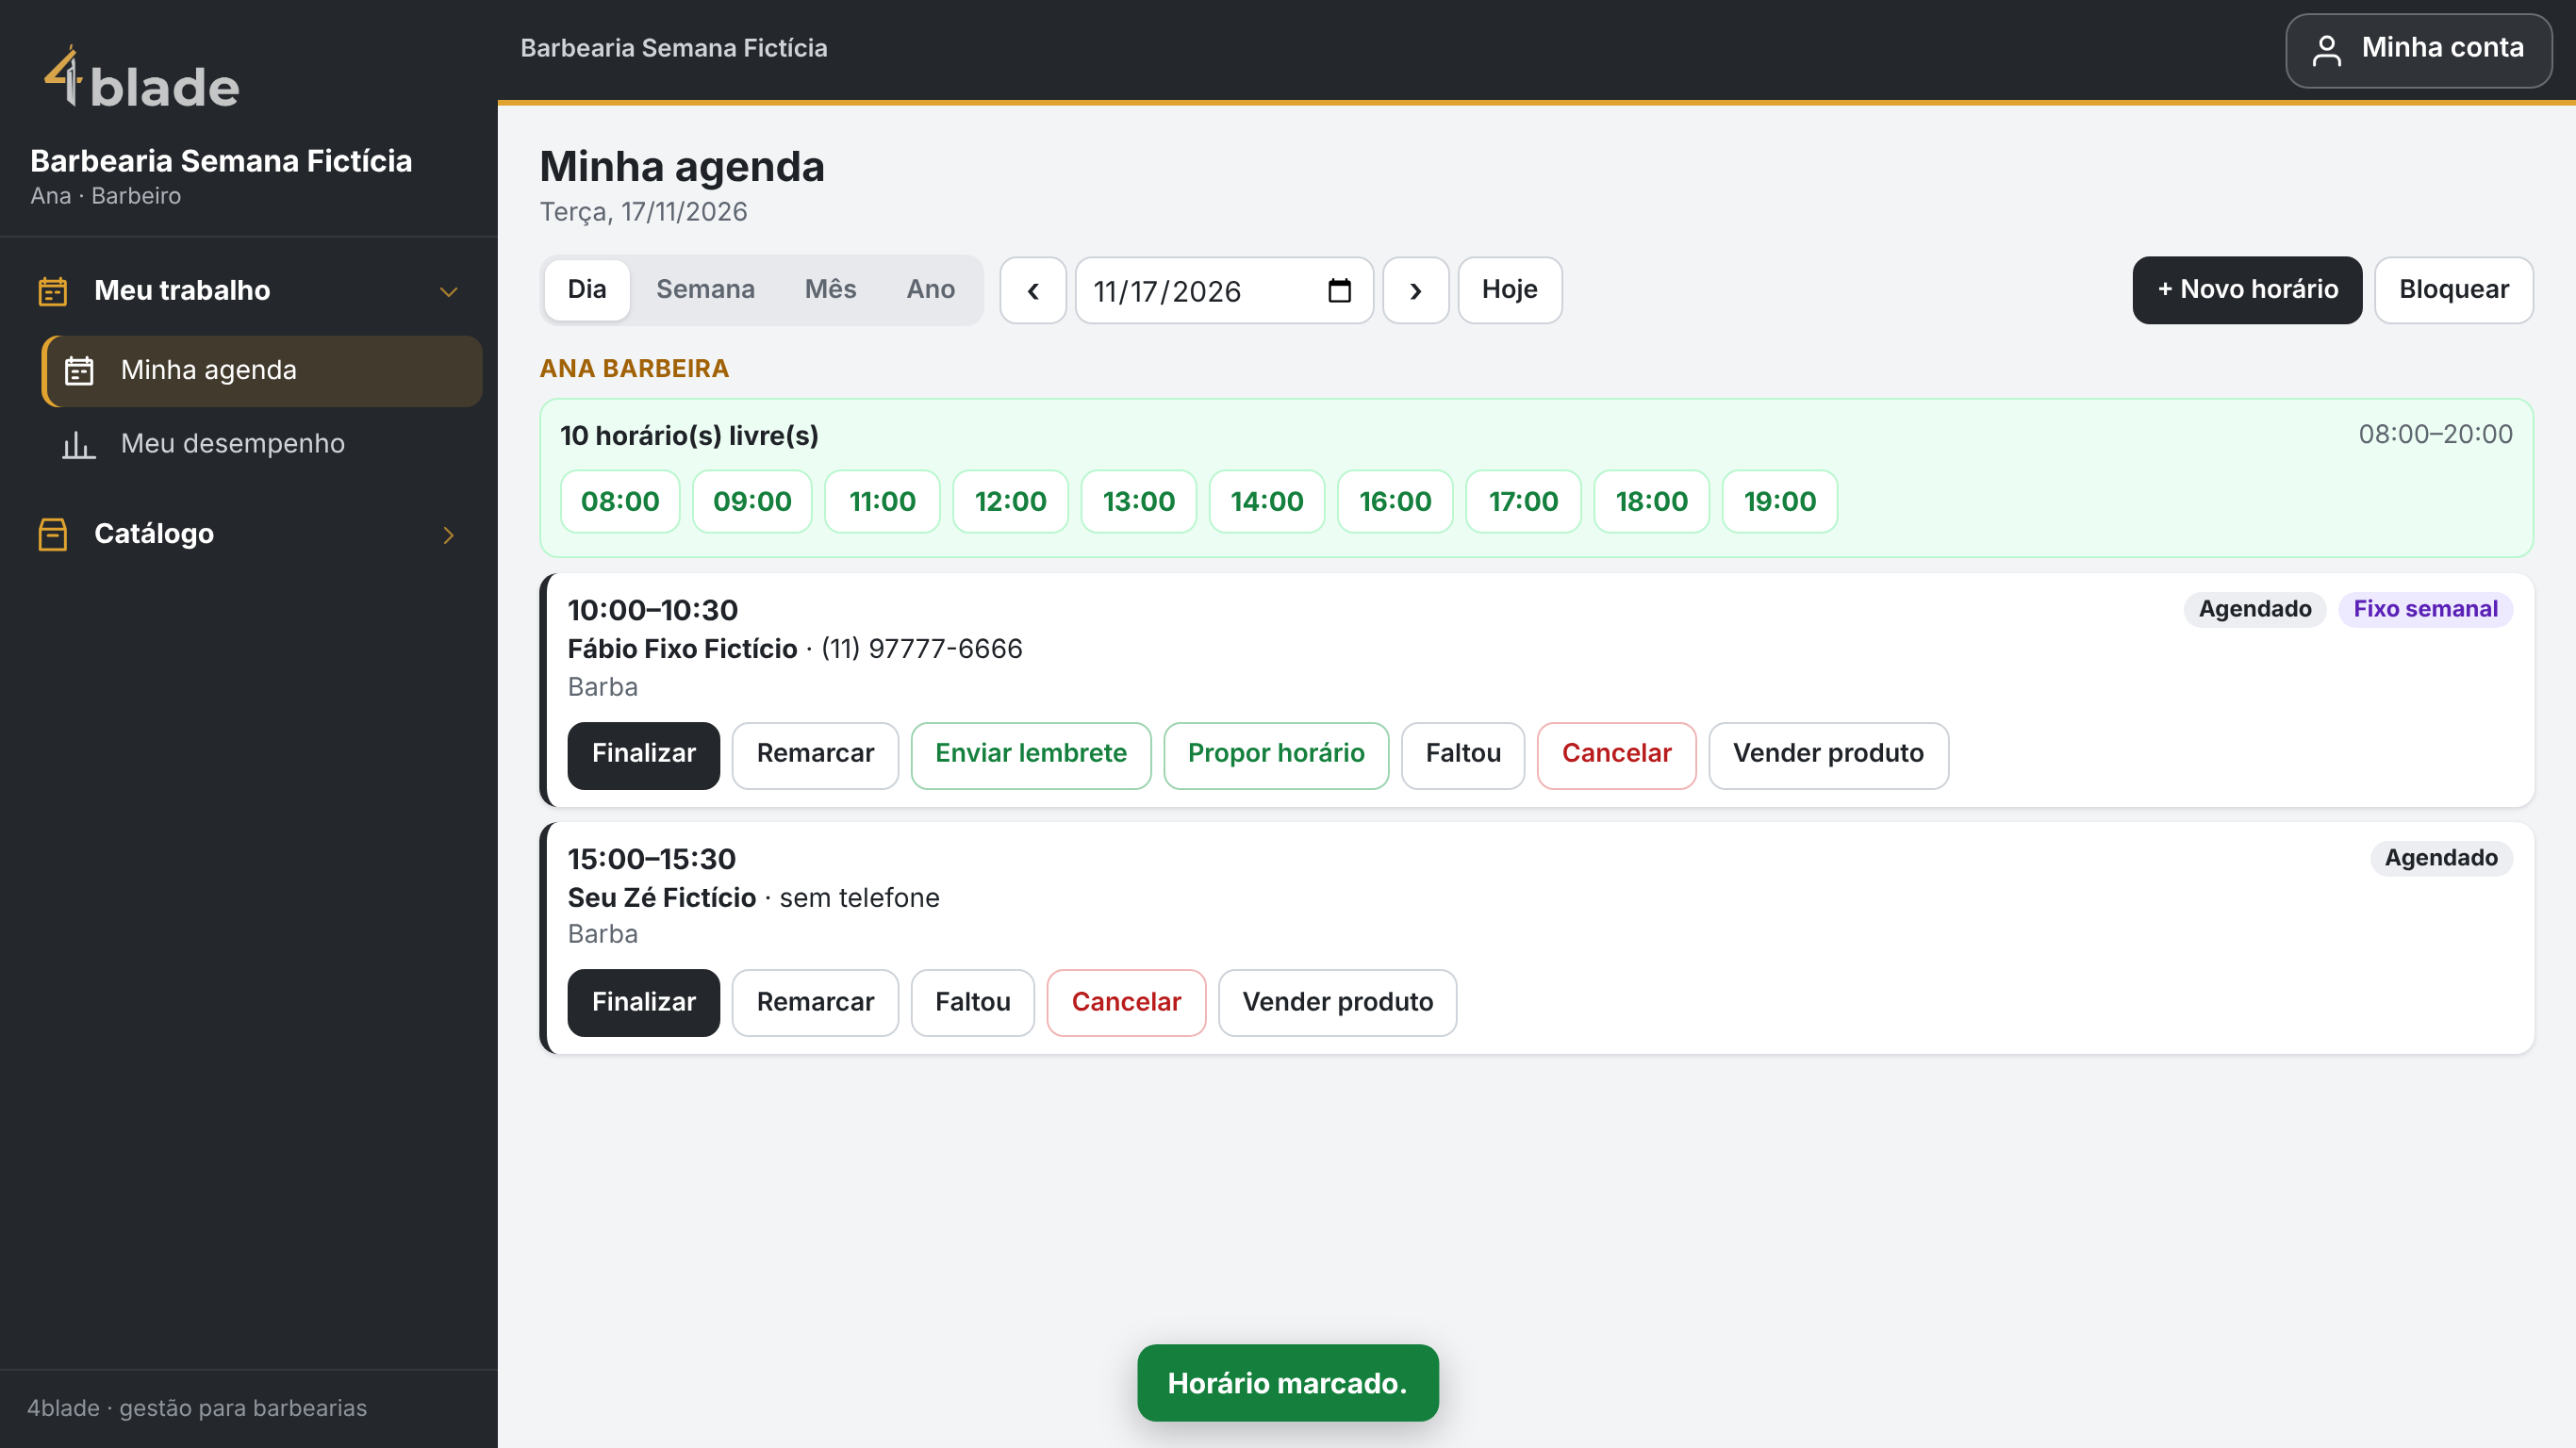 4blade
Barbearia Semana Fictícia
Ana · Barbeiro
Meu trabalho
Minha agenda
Meu desempenho
Catálogo
4blade · gestão para barbearias
Barbearia Semana Fictícia
Minha conta
Minha agenda
Terça, 17/11/2026
Dia Semana Mês Ano ‹ 11/17/2026 › Hoje + Novo horário Bloquear
ANA BARBEIRA
10 horário(s) livre(s) 08:00–20:00
08:00 09:00 11:00 12:00 13:00 14:00 16:00 17:00 18:00 19:00
10:00–10:30 Agendado Fixo semanal
Fábio Fixo Fictício · (11) 97777-6666
Barba
Finalizar Remarcar Enviar lembrete Propor horário Faltou Cancelar Vender produto
15:00–15:30 Agendado
Seu Zé Fictício · sem telefone
Barba
Finalizar Remarcar Faltou Cancelar Vender produto
Horário marcado.